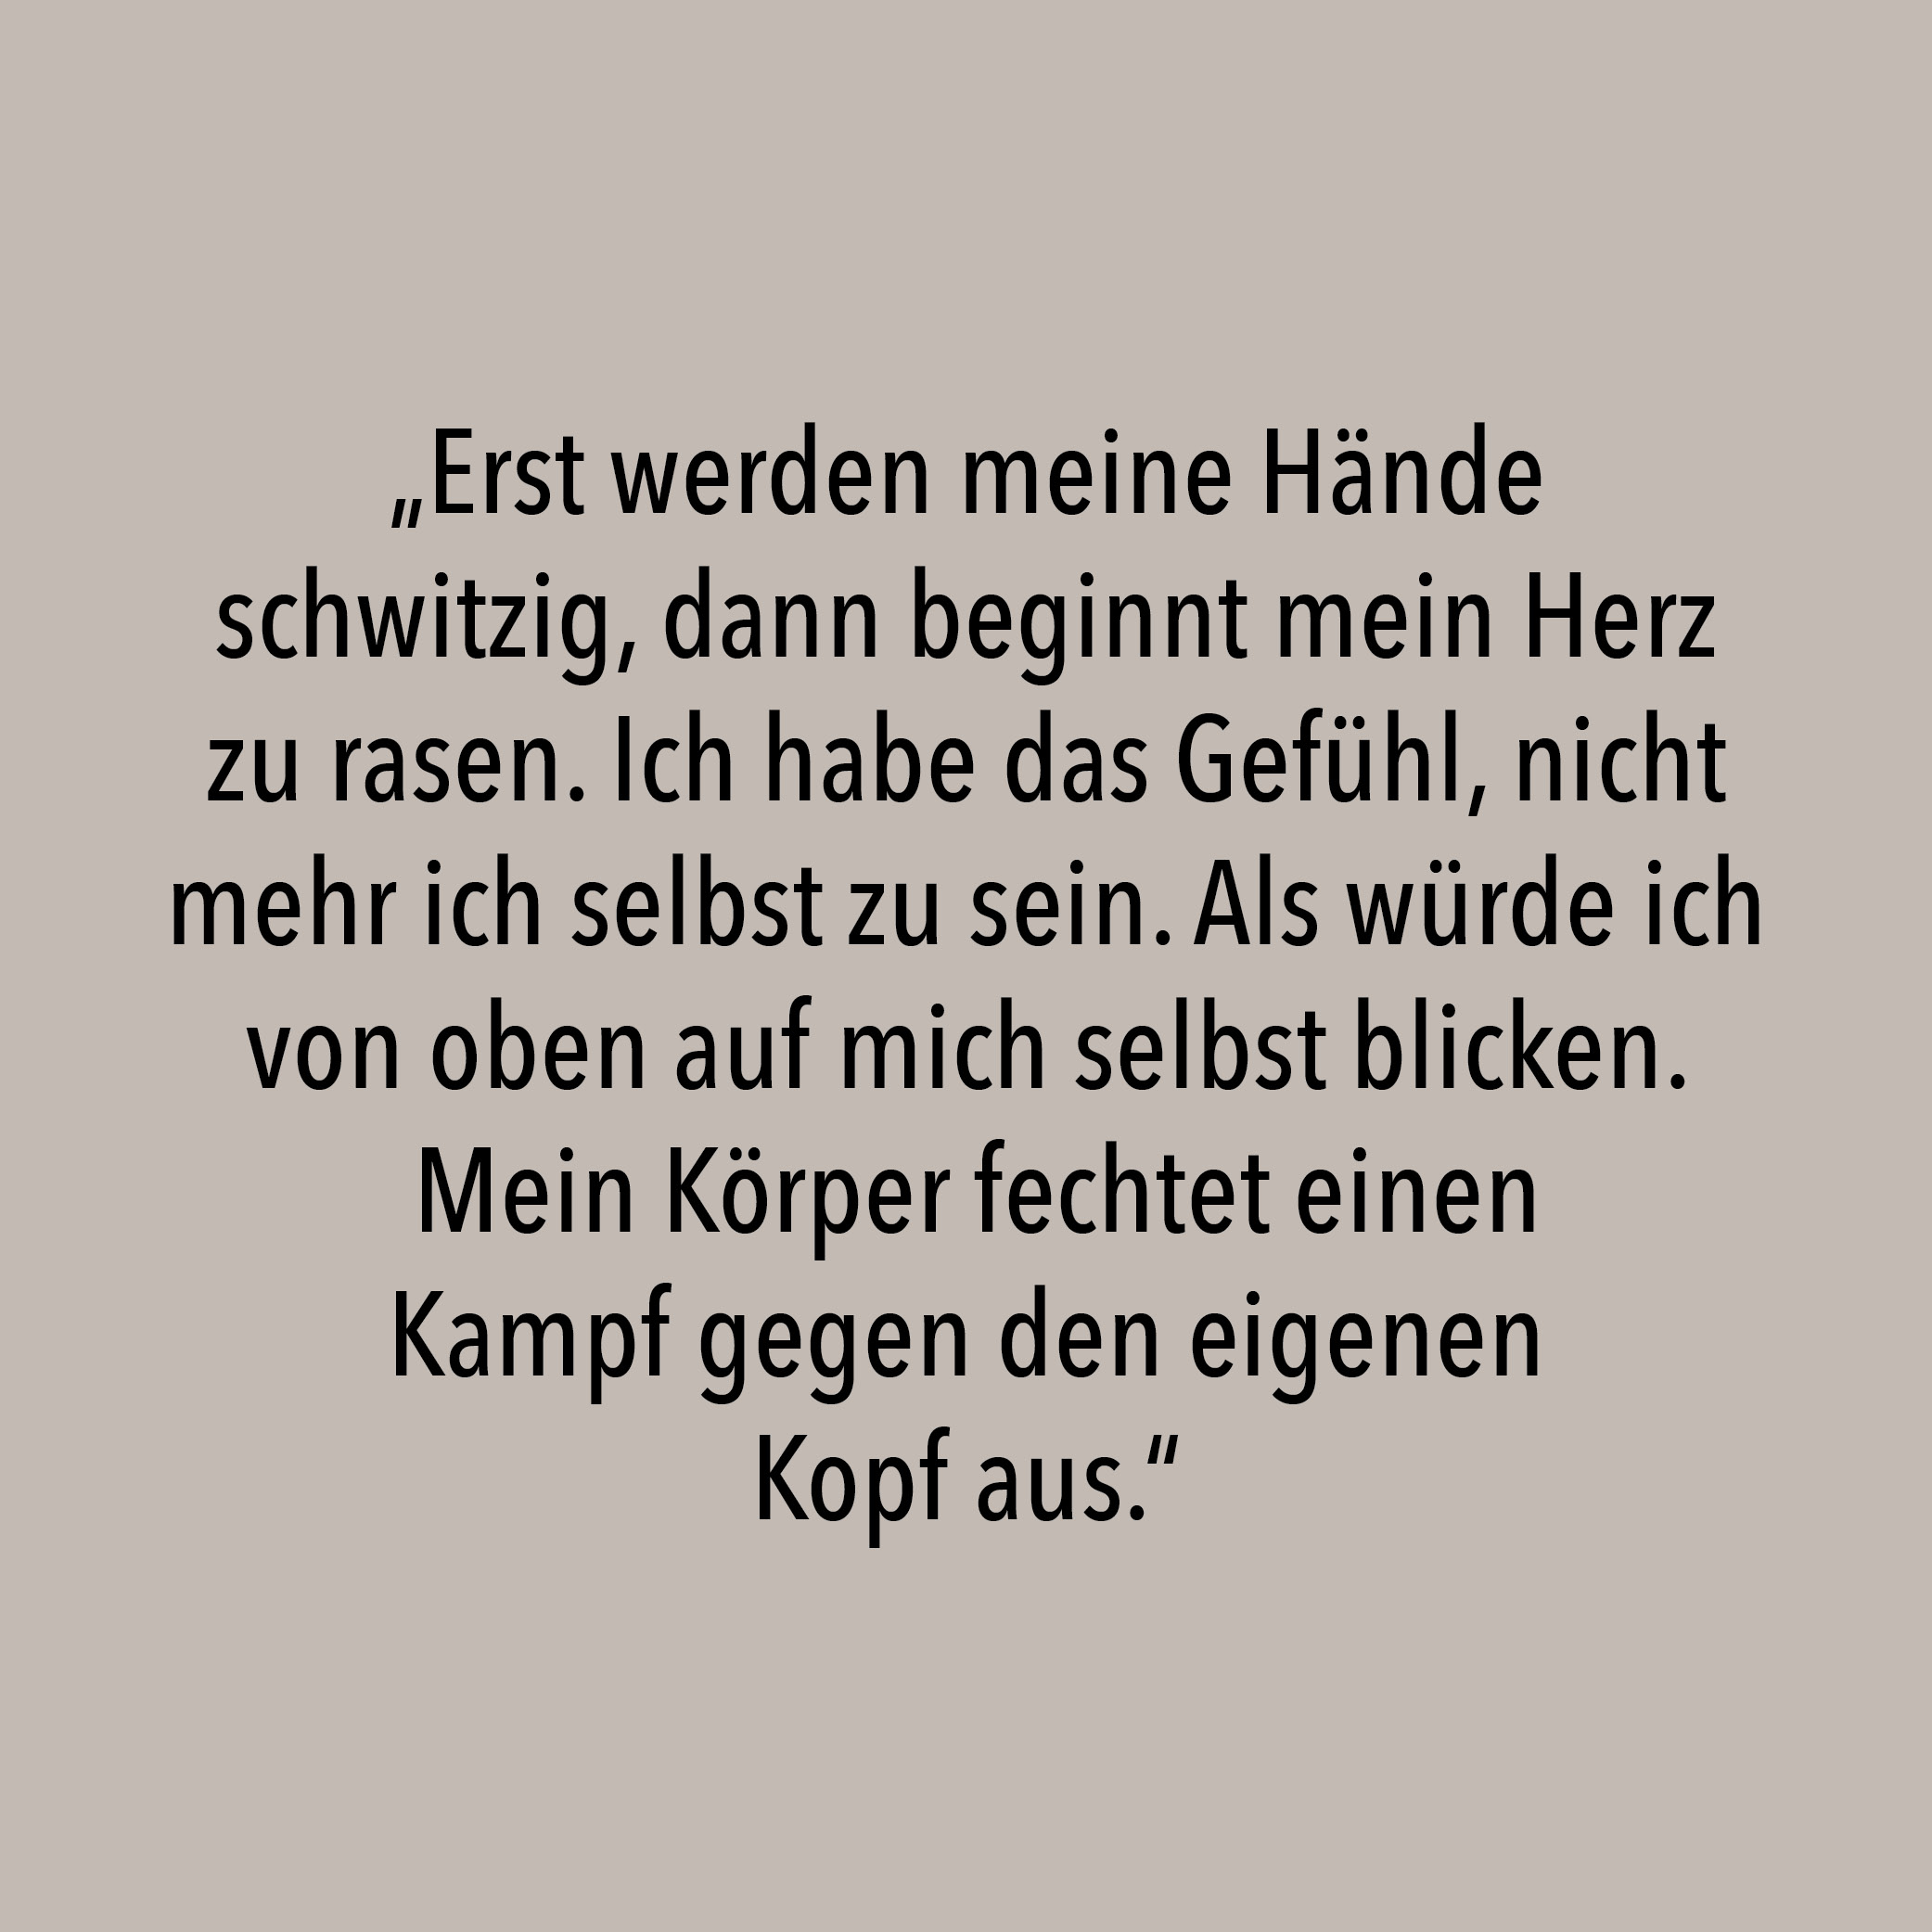 „Erst werden meine Hände
schwitzig, dann beginnt mein Herz
zu rasen. Ich habe das Gefühl, nicht
mehr ich selbst zu sein. Als würde ich
von oben auf mich selbst blicken.
Mein Körper fechtet einen
Kampf gegen den eigenen
Kopf aus.“